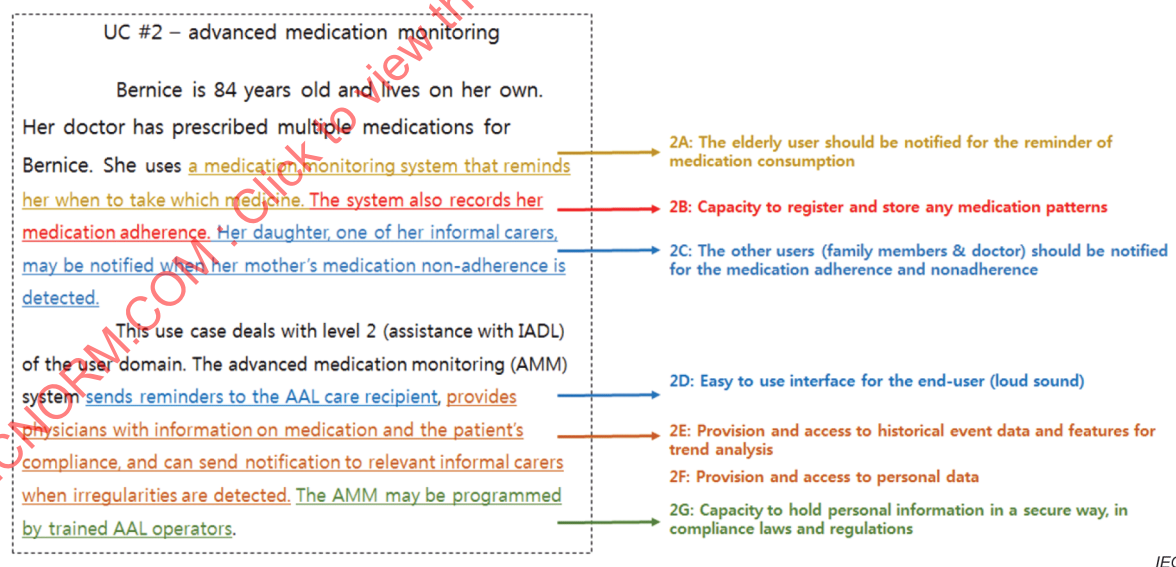 UC #2 – advanced medication monitoring
Bernice is 84 years old and lives on her own.
Her doctor has prescribed multiple medications for
Bernice. She uses a medication monitoring system that reminds
her when to take which medicine. The system also records her
medication adherence. Her daughter, one of her informal carers,
may be notified when her mother's medication non-adherence is
detected.
This use case deals with level 2 (assistance with IADL)
of the user domain. The advanced medication monitoring (AMM)
system sends reminders to the AAL care recipient, provides
physicians with information on medication and the patient's
compliance, and can send notification to relevant informal carers
when irregularities are detected. The AMM may be programmed
by trained AAL operators.
2A: The elderly user should be notified for the reminder of
medication consumption
2B: Capacity to register and store any medication patterns
2C: The other users (family members & doctor) should be notified
for the medication adherence and nonadherence
2D: Easy to use interface for the end-user (loud sound)
2E: Provision and access to historical event data and features for
trend analysis
2F: Provision and access to personal data
2G: Capacity to hold personal information in a secure way, in
compliance laws and regulations
IEC
CNORM.COM : Click to view th